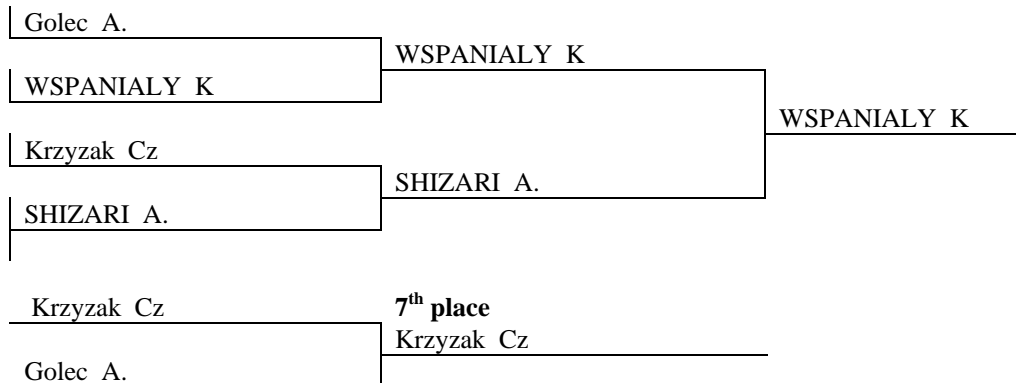 Golec A.
WSPANIALY K
WSPANIALY K
WSPANIALY K
Krzyzak Cz
SHIZARI A.
SHIZARI A.
Krzyzak Cz
7th place
Krzyzak Cz
Golec A.